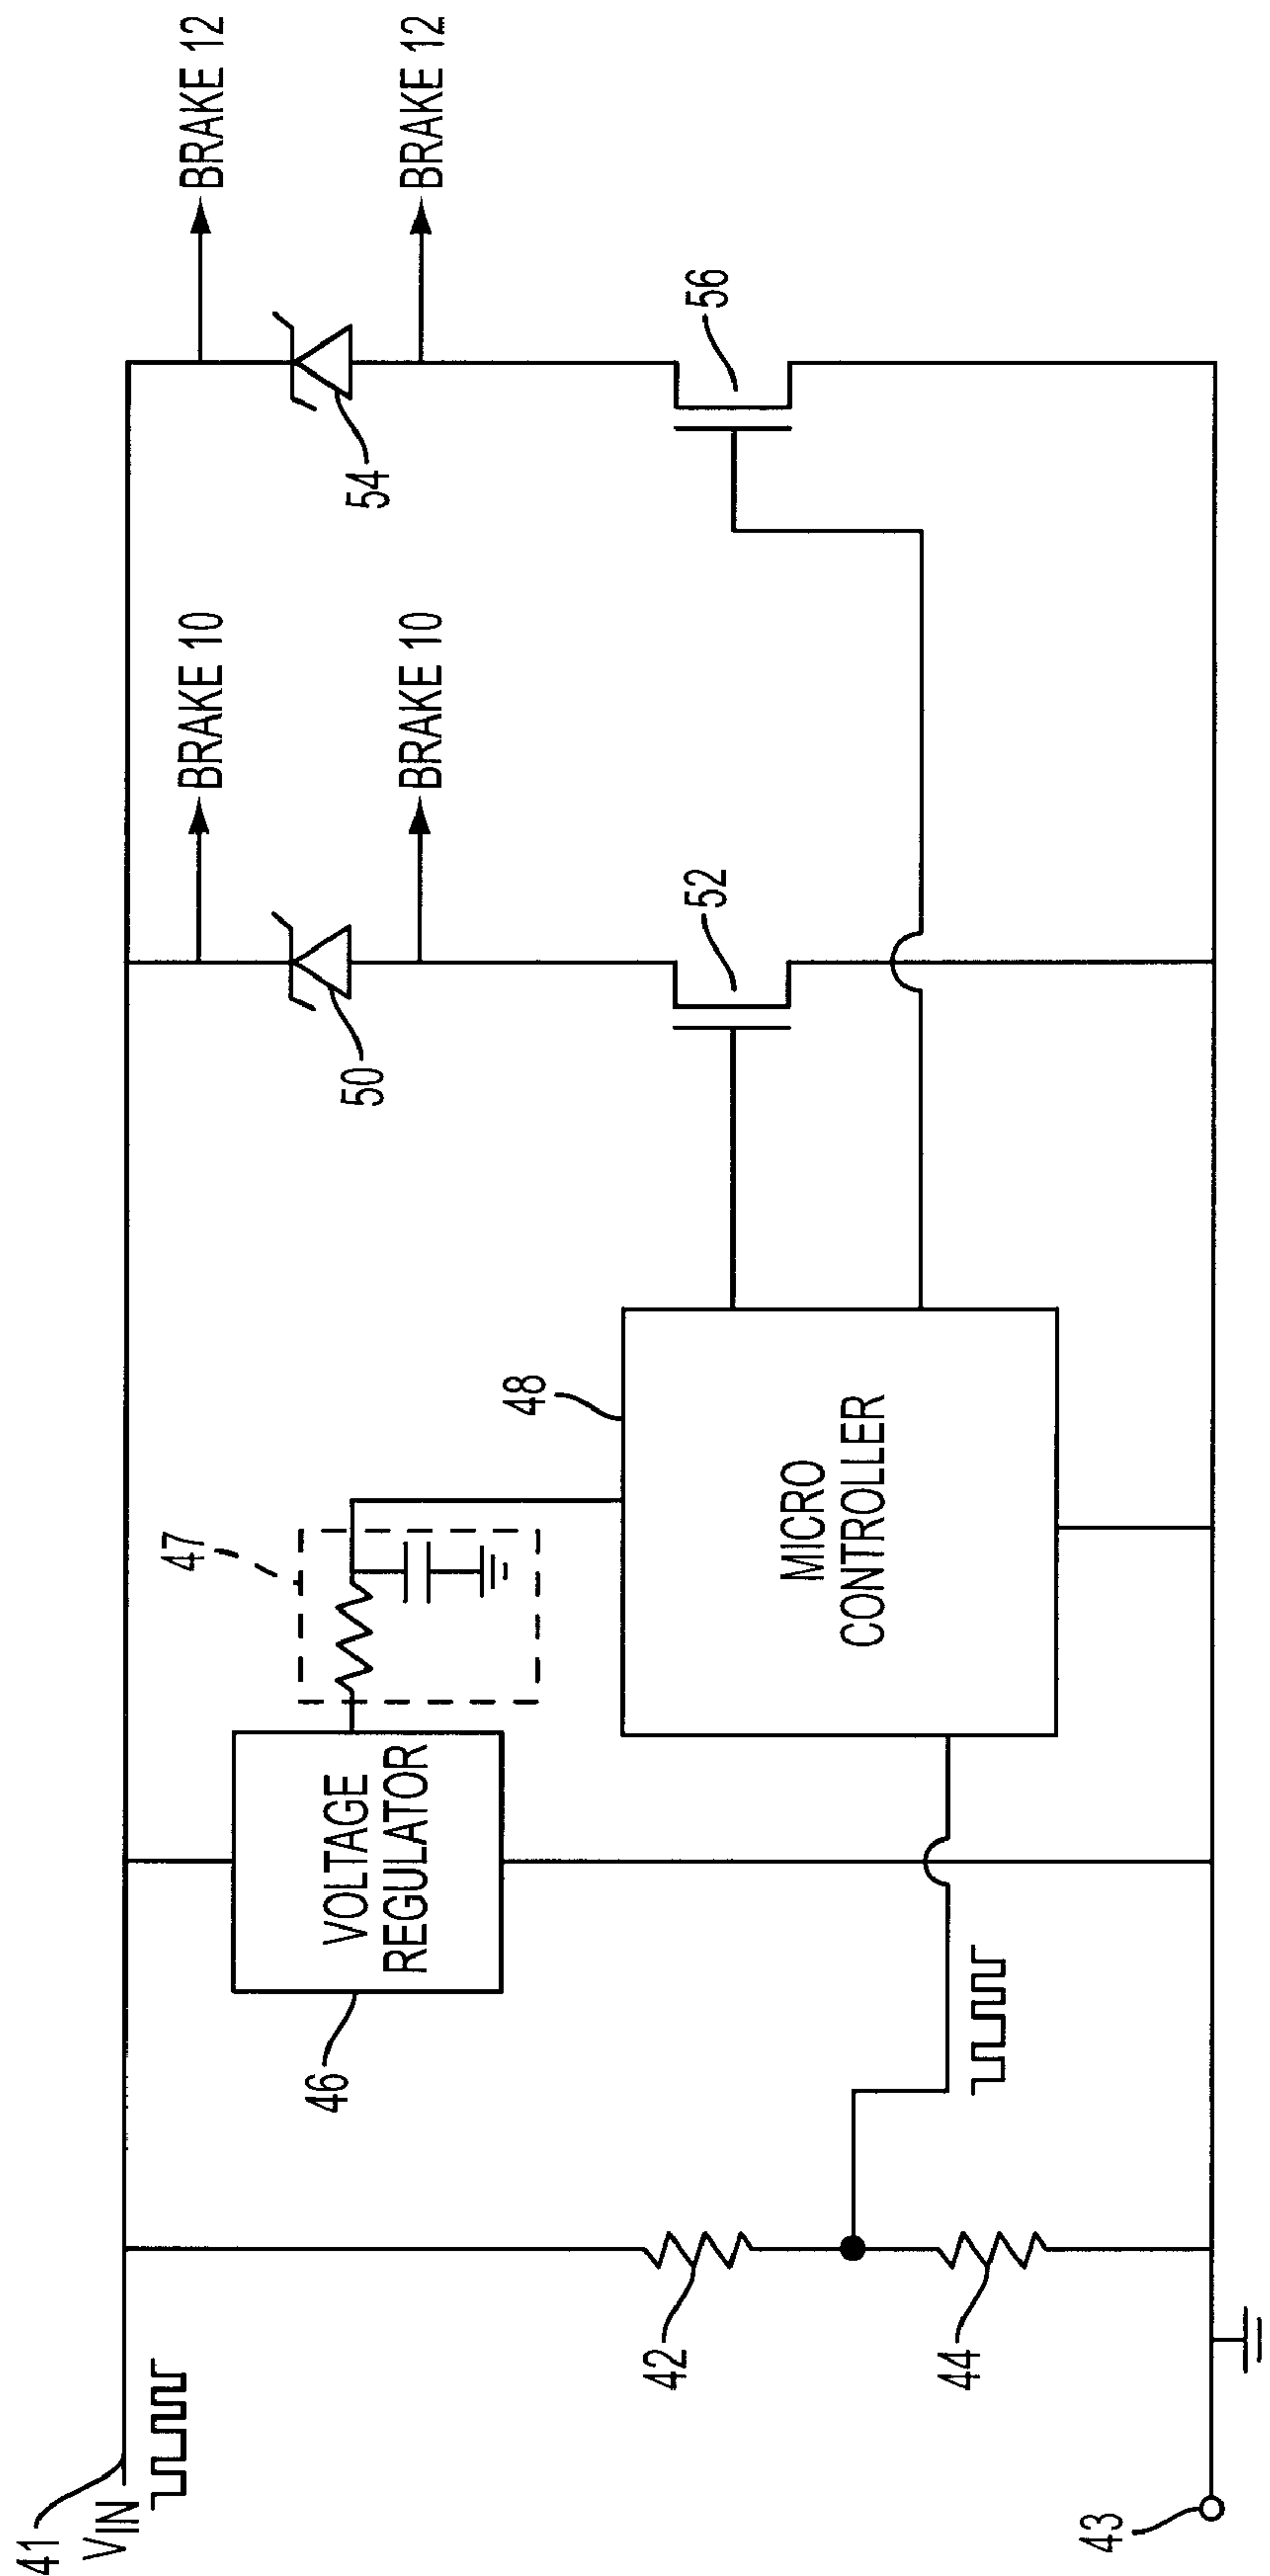 41
VIN
43
42
44
46
VOLTAGE
REGULATOR
47
48
MICRO
CONTROLLER
50
BRAKE 10
BRAKE 10
52
54
BRAKE 12
BRAKE 12
56